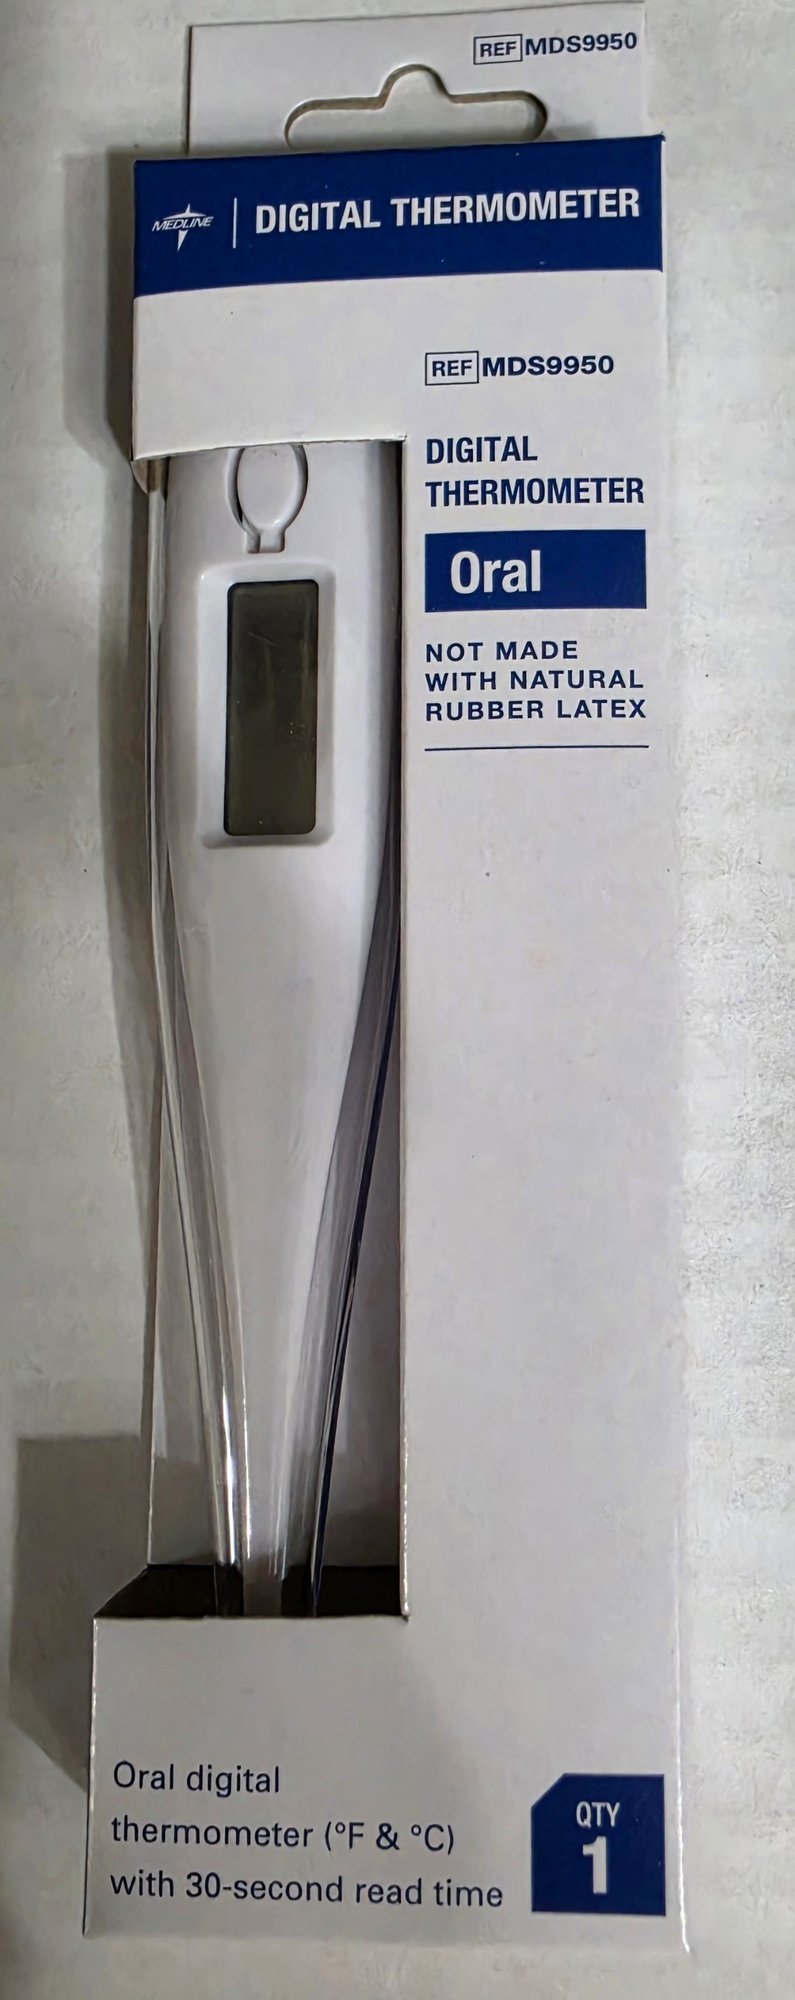 REF MDS9950
MEDLINE | DIGITAL THERMOMETER
REF MDS9950
DIGITAL
THERMOMETER
Oral
NOT MADE
WITH NATURAL
RUBBER LATEX
Oral digital
thermometer (°F & °C)
with 30-second read time
QTY
1